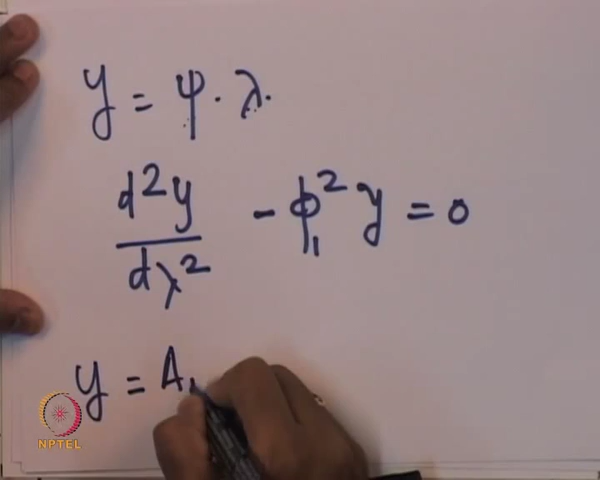 y = ψ . λ.
d²y/dλ² - ϕ₁² y = 0
y = A₁
NPTEL